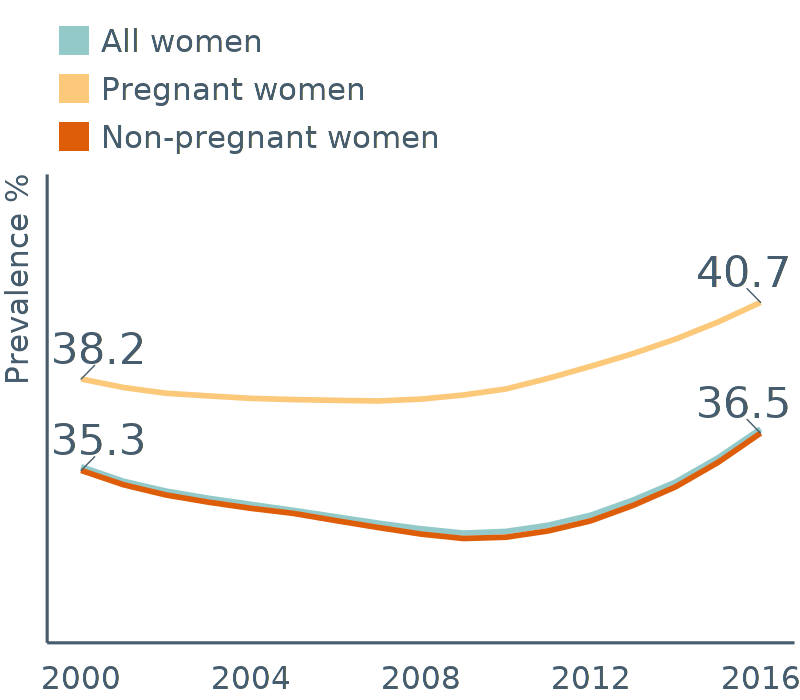 All women
Pregnant women
Non-pregnant women
Prevalence %
40.7
38.2
36.5
35.3
2000 2004 2008 2012 2016